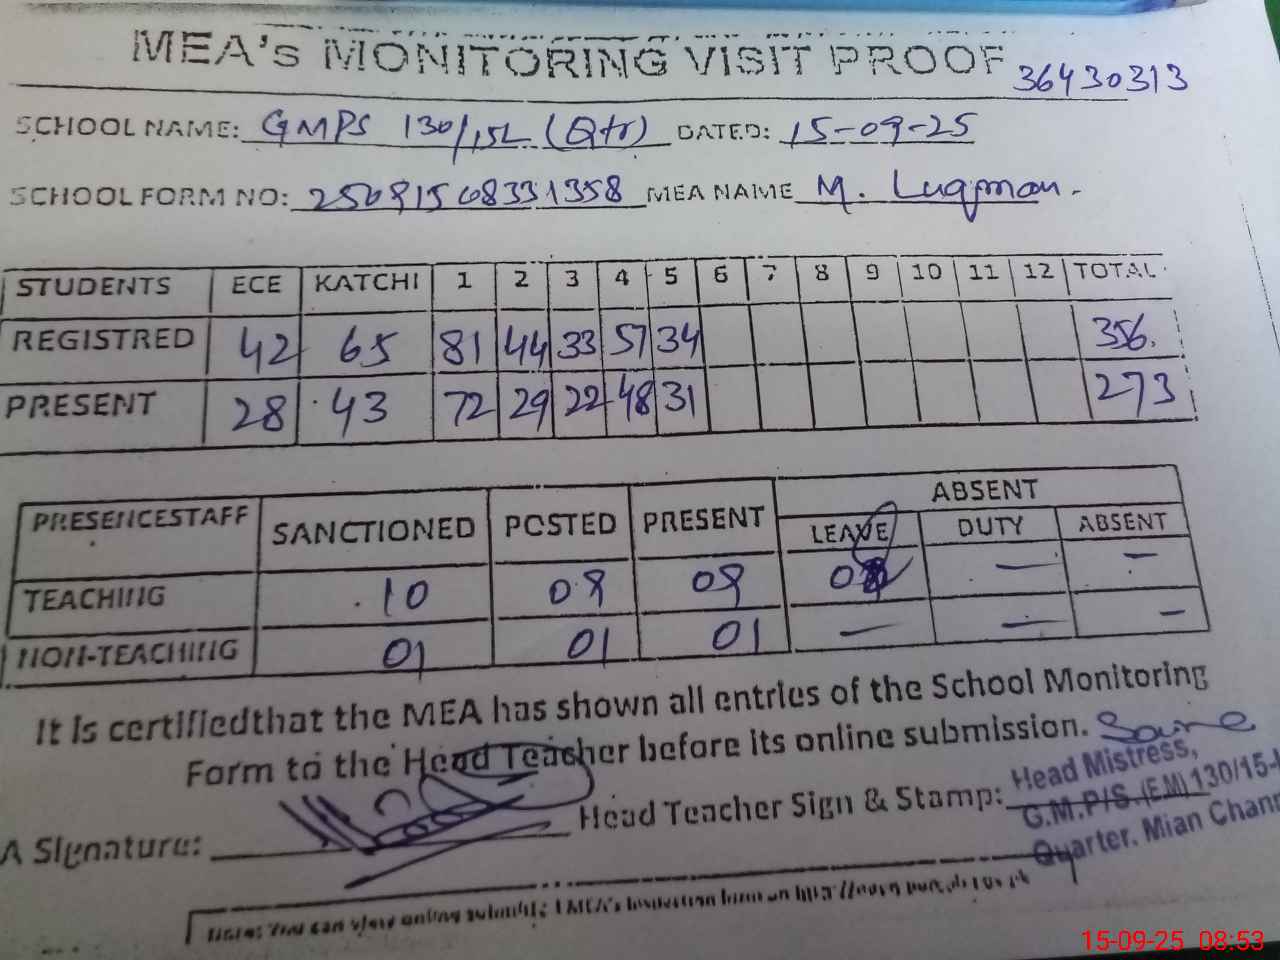 MEA's MONITORING VISIT PROOF 36430313
SCHOOL NAME: GMPS 130/15L (Qtr) DATED: 15-09-25
SCHOOL FORM NO: MEA NAME M. Luqman.
STUDENTS ECE KATCHI 1 2 3 4 5 6 7 8 9 10 11 12 TOTAL
REGISTRED 42 65 81 44 33 57 34 356.
PRESENT 28 43 72 29 22 48 31 273
ABSENT
PRESENCESTAFF SANCTIONED POSTED PRESENT LEAVE DUTY ABSENT
TEACHING 10 — —
NON-TEACHING 01 01 01 — — —
It is certifiedthat the MEA has shown all entries of the School Monitoring
Form to the Head Teacher before its online submission.
A Signature: Head Teacher Sign & Stamp:
Head Mistress,
G.M.P/S. (E.M) 130/15-L
Quarter. Mian Chann
15-09-25 08:53